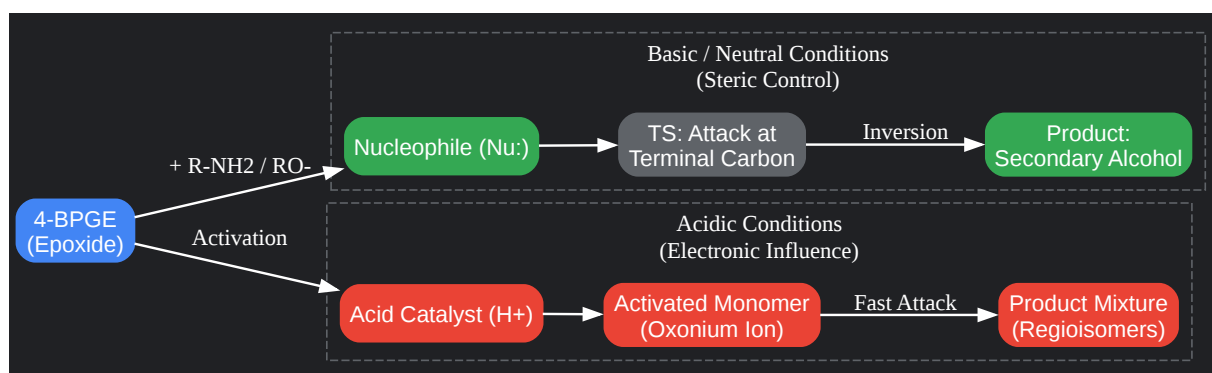 Basic / Neutral Conditions
(Steric Control)
Nucleophile (Nu:)
TS: Attack at
Terminal Carbon
Inversion
Product:
Secondary Alcohol
+ R-NH2 / RO-
4-BPGE
(Epoxide)
Activation
Acidic Conditions
(Electronic Influence)
Acid Catalyst (H+)
Activated Monomer
(Oxonium Ion)
Fast Attack
Product Mixture
(Regioisomers)